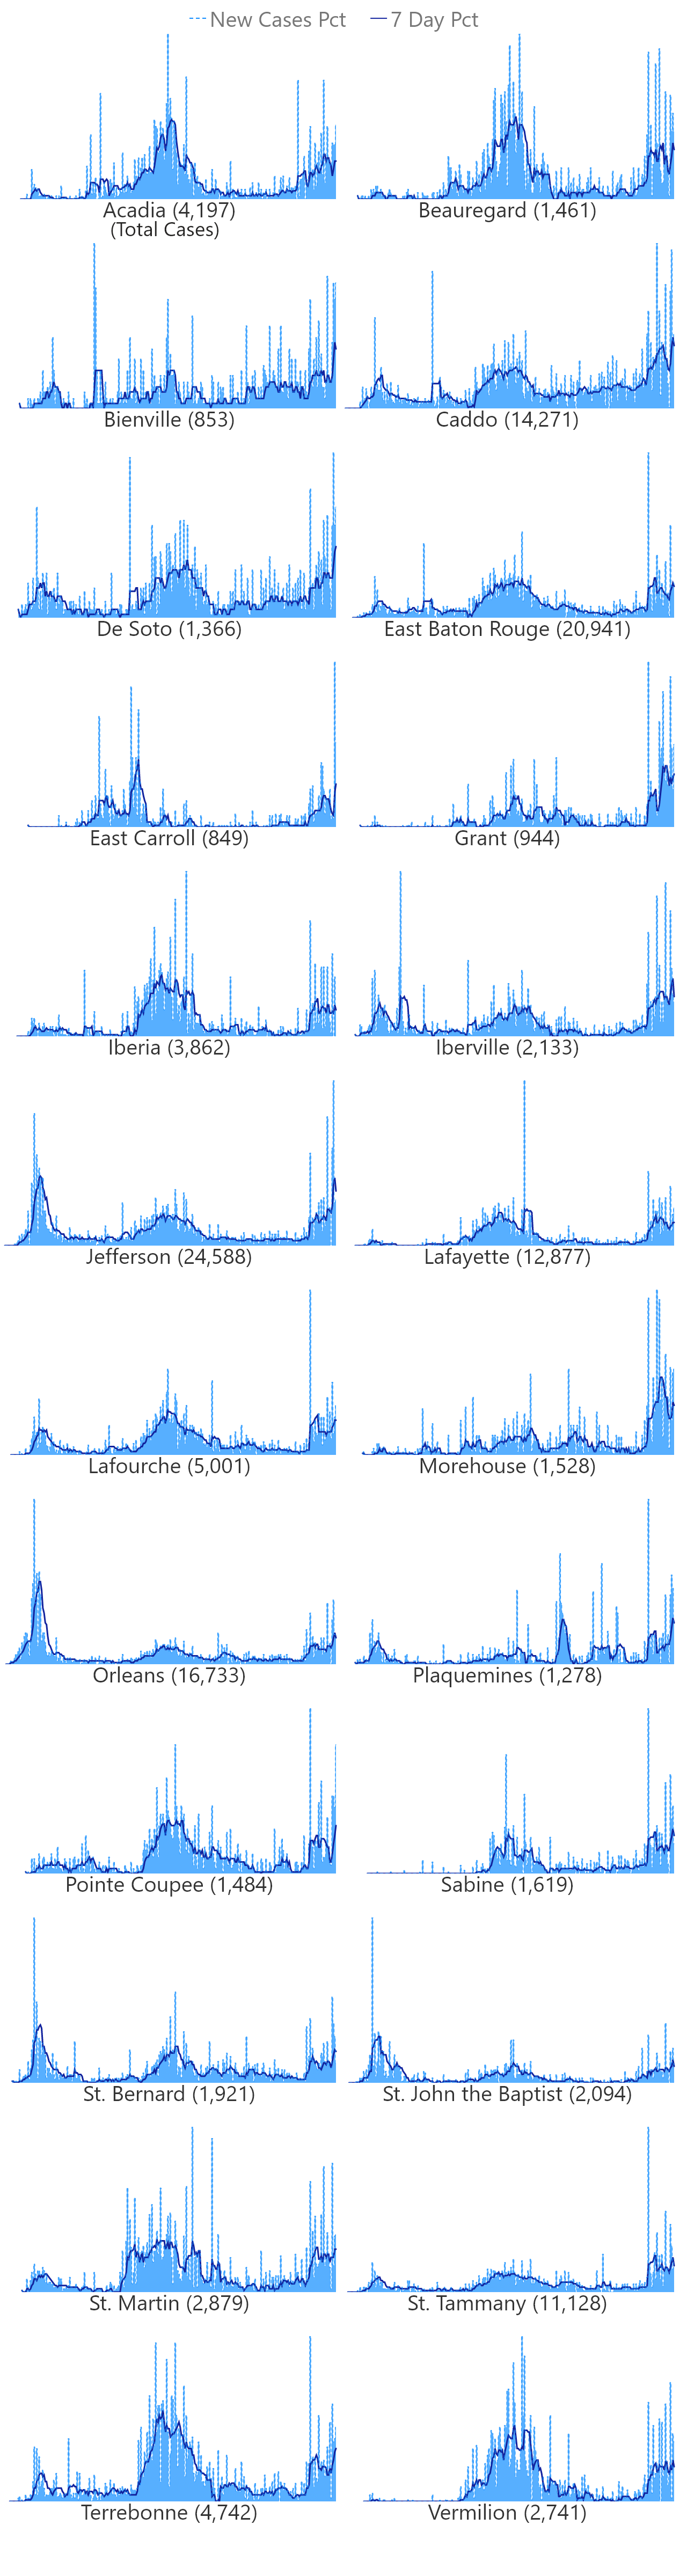 New Cases Pct 7 Day Pct
Acadia (4,197) Beauregard (1,461)
(Total Cases)
Bienville (853) Caddo (14,271)
De Soto (1,366) East Baton Rouge (20,941)
East Carroll (849) Grant (944)
Iberia (3,862) Iberville (2,133)
Jefferson (24,588) Lafayette (12,877)
Lafourche (5,001) Morehouse (1,528)
Orleans (16,733) Plaquemines (1,278)
Pointe Coupee (1,484) Sabine (1,619)
St. Bernard (1,921) St. John the Baptist (2,094)
St. Martin (2,879) St. Tammany (11,128)
Terrebonne (4,742) Vermilion (2,741)